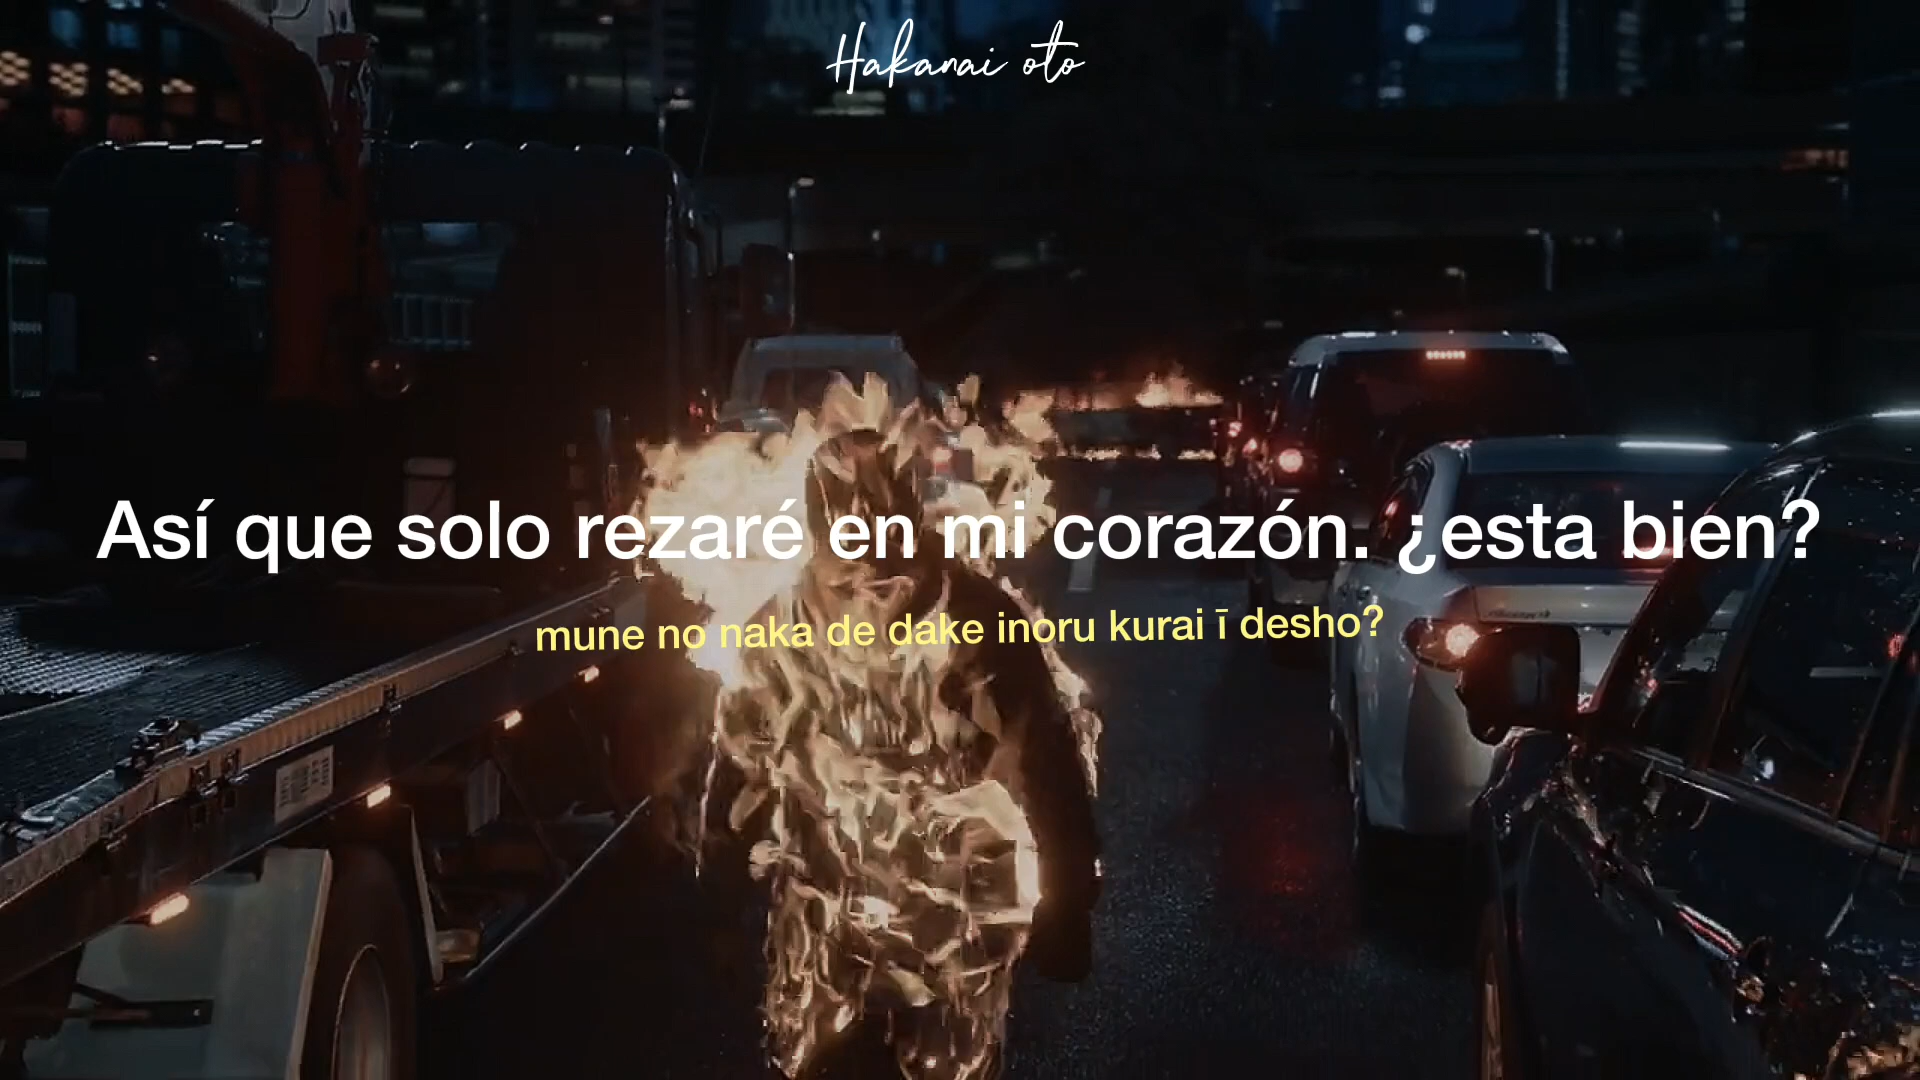 Hakanai oto
Así que solo rezaré en mi corazón. ¿esta bien?
mune no naka de dake inoru kurai ī desho?